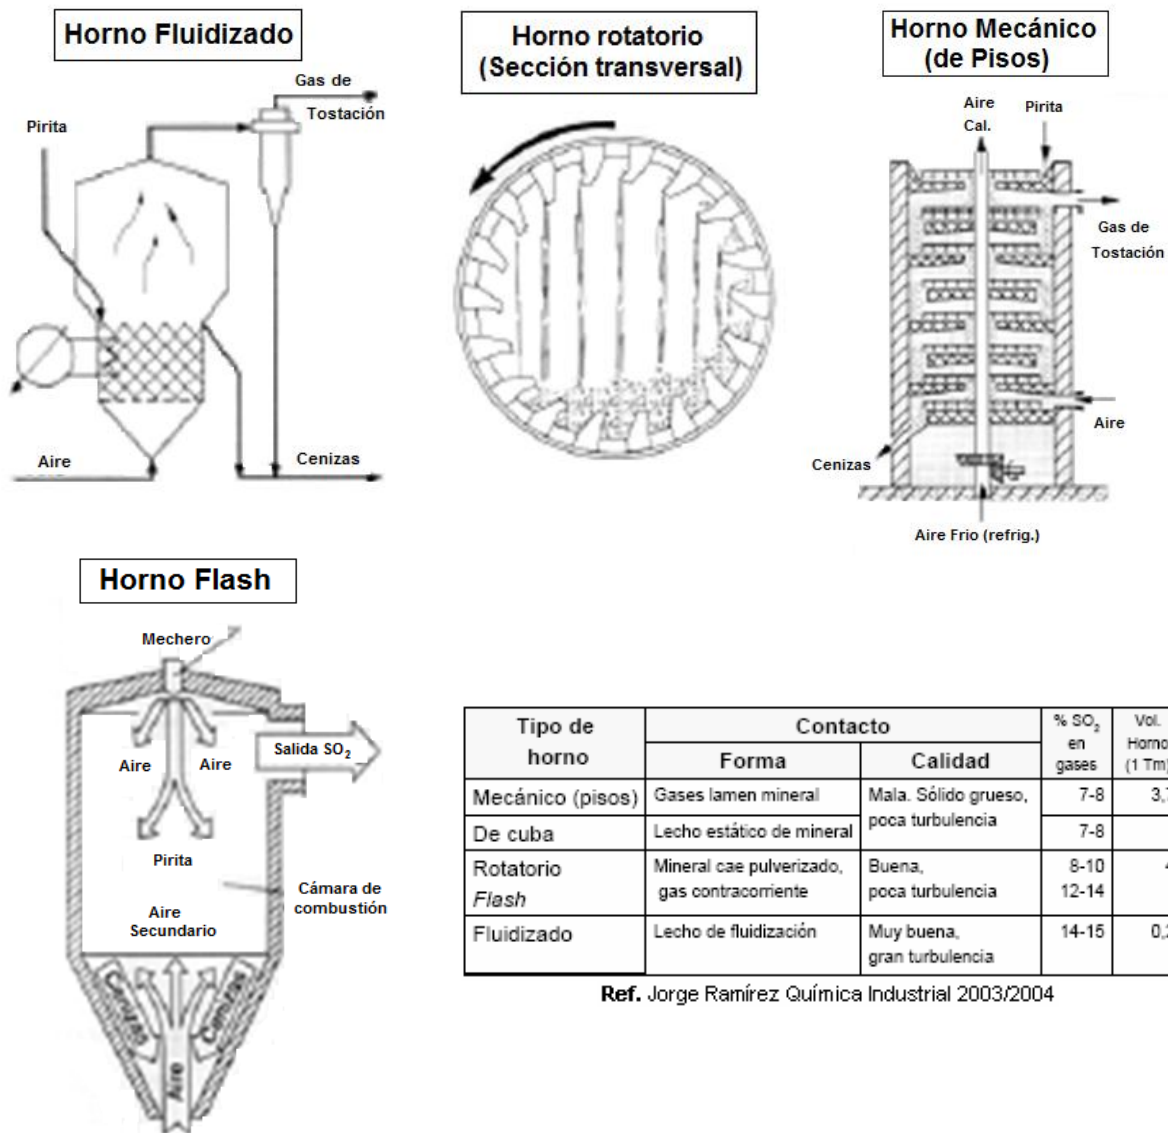 Horno Fluidizado
Gas de
Tostación
Pirita
Aire
Cenizas
Horno rotatorio
(Sección transversal)
Horno Mecánico
(de Pisos)
Aire
Cal.
Pirita
Gas de
Tostación
Aire
Cenizas
Aire Frio (refrig.)
Horno Flash
Mechero
Aire
Aire
Salida SO₂
Pirita
Cámara de
combustión
Aire
Secundario
Cenizas
Cenizas
Aire
Tipo de
horno
Contacto
Forma
Calidad
% SO₂
en
gases
Vol.
Horno
(1 Tm)
Mecánico (pisos) Gases lamen mineral Mala. Sólido grueso, 7-8
poca turbulencia
De cuba Lecho estático de mineral 7-8
Rotatorio Mineral cae pulverizado, Buena, 8-10
Flash gas contracorriente poca turbulencia 12-14
Fluidizado Lecho de fluidización Muy buena, 14-15
gran turbulencia
Ref. Jorge Ramírez Química Industrial 2003/2004